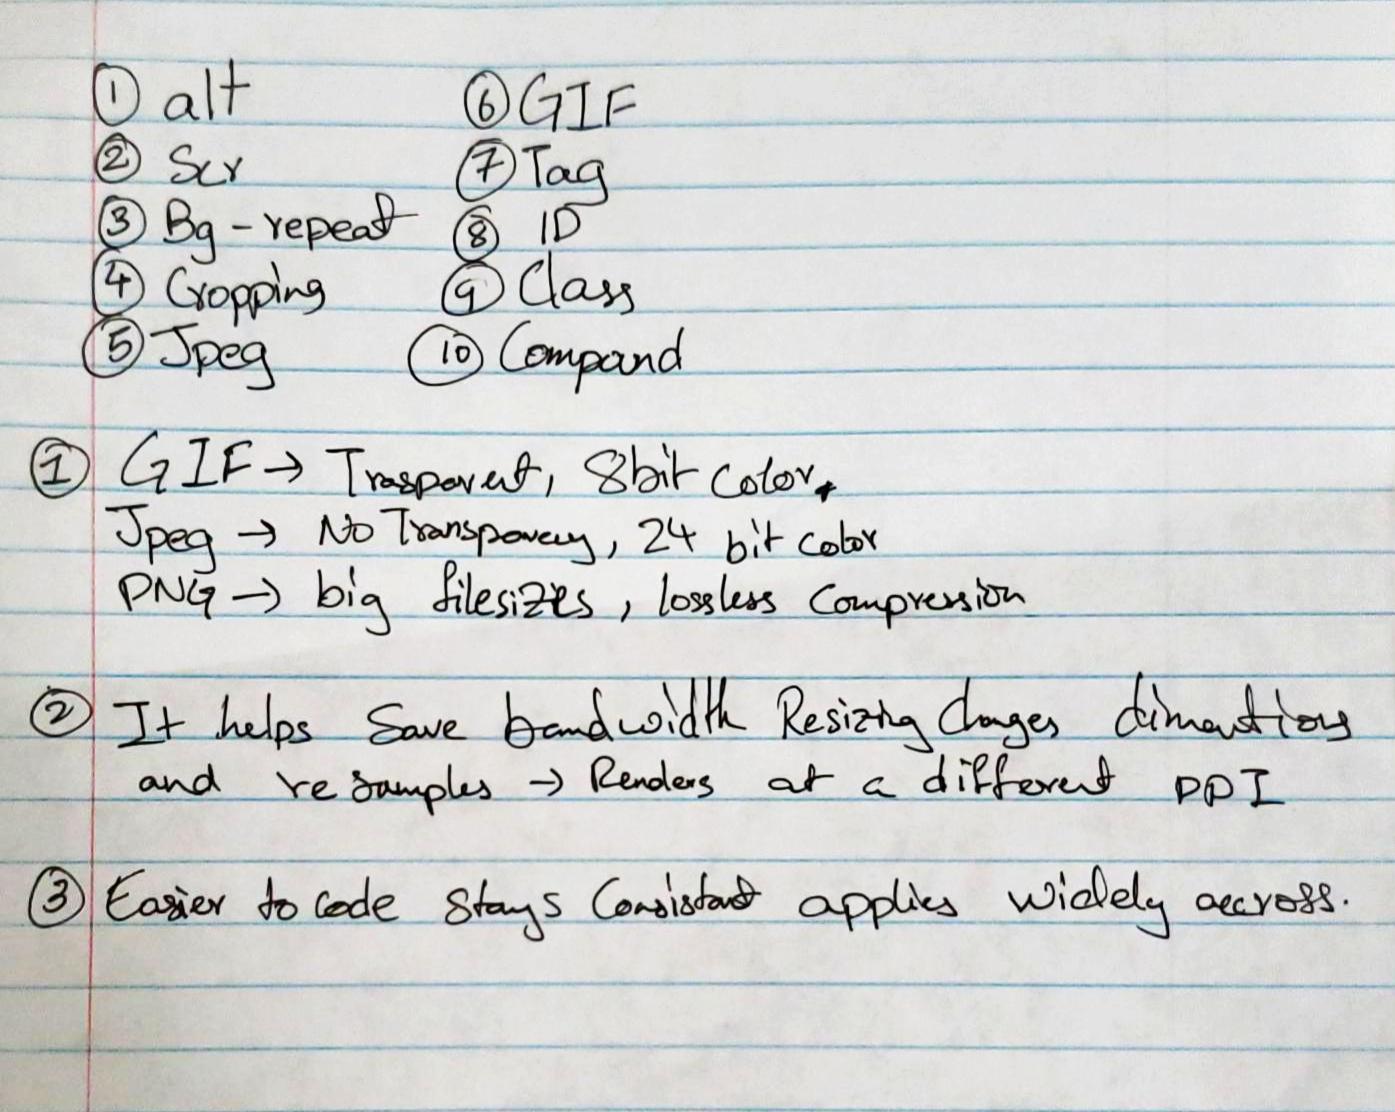 ① alt
② Scr
③ Bg-repeat
④ Cropping
⑤ Jpeg
⑥ GIF
⑦ Tag
⑧ ID
⑨ Class
⑩ Compound
① GIF → Trasparent, 8bit color.
Jpeg → No Transparency, 24 bit color
PNG → big filesizes, lossless Compression
② It helps Save bandwidth Resizing Changes dimentions
and resamples → Renders at a different PPI
③ Easier to code stays Consistant applies widely accross.